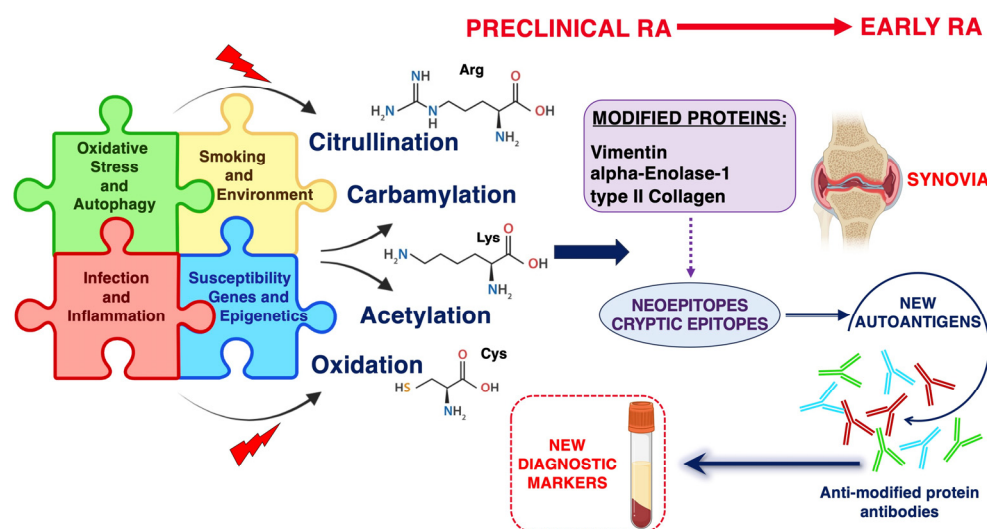 PRECLINICAL RA
EARLY RA
Oxidative
Stress
and
Autophagy
Smoking
and
Environment
Infection
and
Inflammation
Susceptibility
Genes and
Epigenetics
Arg
NH
O
H₂N
N
H
OH
NH₂
Citrullination
Carbamylation
Lys
O
H₂N
OH
NH₂
Acetylation
Oxidation
Cys
O
HS
OH
NH₂
MODIFIED PROTEINS:
Vimentin
alpha-Enolase-1
type II Collagen
SYNOVIA
NEOEPITOPES
CRYPTIC EPITOPES
NEW
AUTOANTIGENS
NEW
DIAGNOSTIC
MARKERS
Anti-modified protein
antibodies